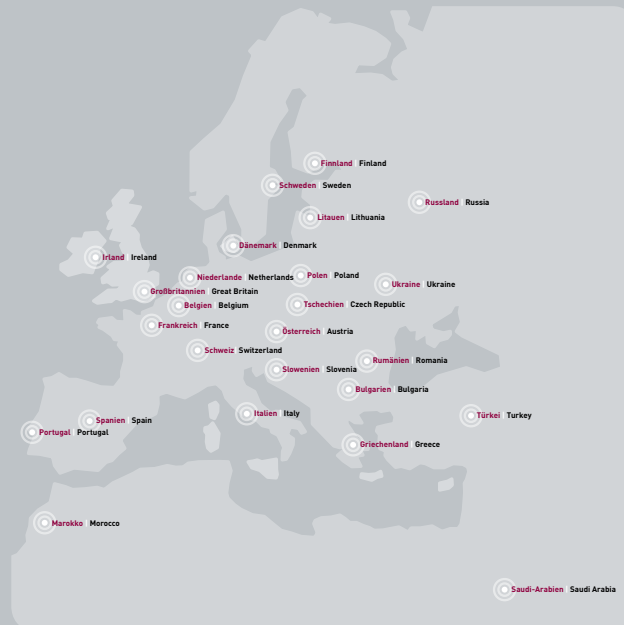 Finnland | Finland
Schweden | Sweden
Russland | Russia
Litauen | Lithuania
Dänemark | Denmark
Irland | Ireland
Niederlande | Netherlands
Polen | Poland
Ukraine | Ukraine
Großbritannien | Great Britain
Belgien | Belgium
Tschechien | Czech Republic
Frankreich | France
Österreich | Austria
Schweiz | Switzerland
Rumänien | Romania
Slowenien | Slovenia
Bulgarien | Bulgaria
Italien | Italy
Türkei | Turkey
Spanien | Spain
Portugal | Portugal
Griechenland | Greece
Marokko | Morocco
Saudi-Arabien | Saudi Arabia